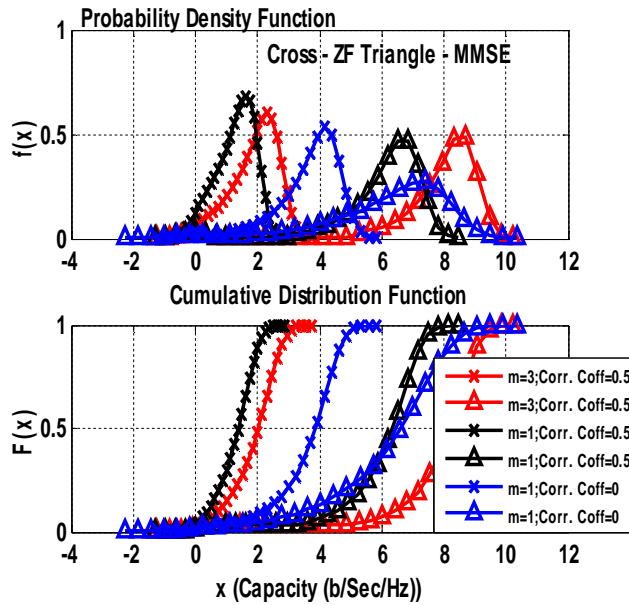 Probability Density Function
Cross - ZF Triangle - MMSE
1
0.5
0
f (x)
-4 -2 0 2 4 6 8 10 12
Cumulative Distribution Function
1
0.5
0
F (x)
m=3;Corr. Coff=0.5
m=3;Corr. Coff=0.5
m=1;Corr. Coff=0.5
m=1;Corr. Coff=0.5
m=1;Corr. Coff=0
m=1;Corr. Coff=0
-4 -2 0 2 4 6 8 10 12
x (Capacity (b/Sec/Hz))